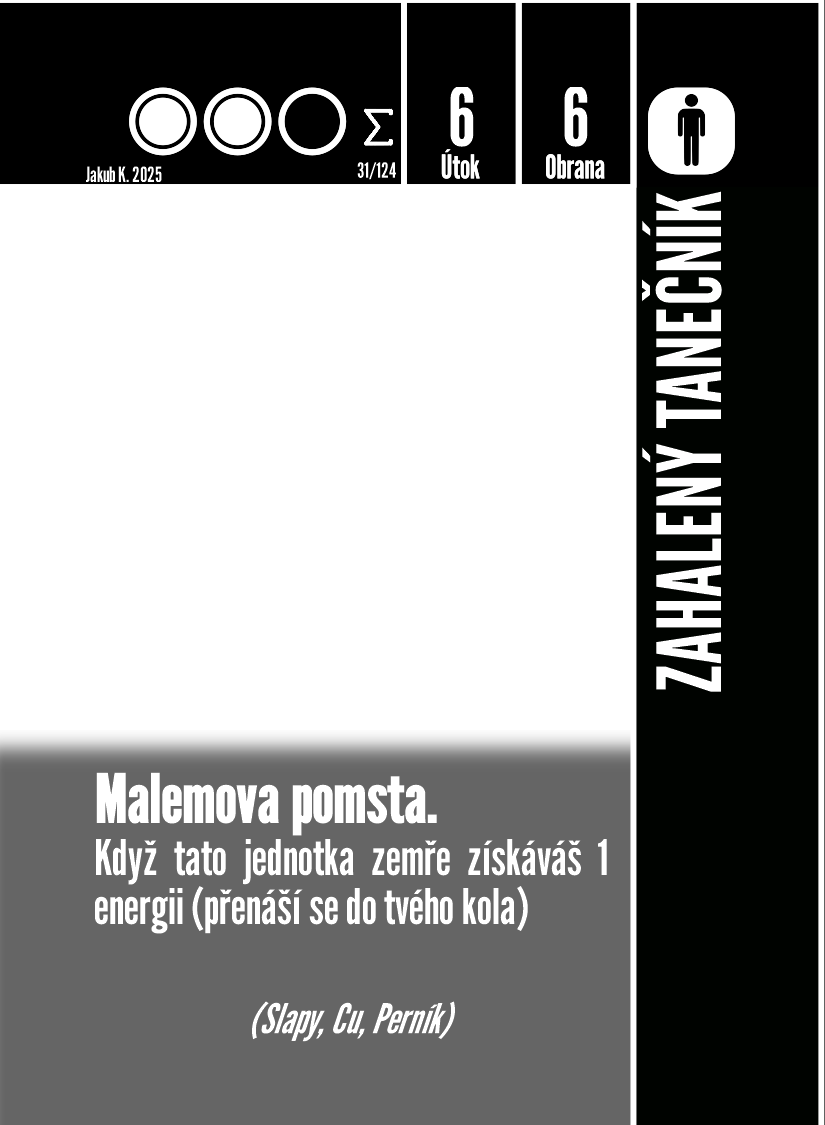 Σ
Jakub K. 2025
31/124
6
Útok
6
Obrana
ZAHALENÝ TANEČNÍK
Malemova pomsta.
Když tato jednotka zemře získáváš 1
energii (přenáší se do tvého kola)
(Slapy, Cu, Perník)